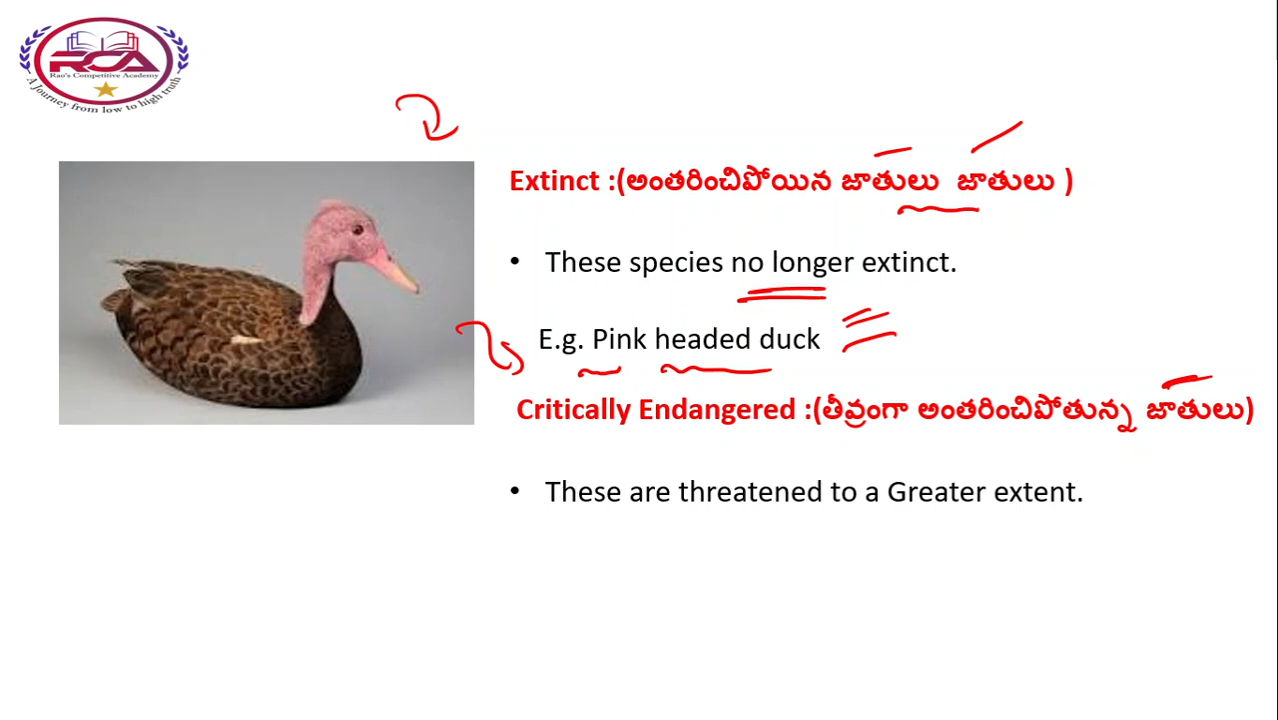 RCA
Rao's Competitive Academy
A Journey from low to high truth
Extinct :(అంతరించిపోయిన జాతులు జాతులు )
• These species no longer extinct.
E.g. Pink headed duck
Critically Endangered :(తీవ్రంగా అంతరించిపోతున్న జాతులు)
• These are threatened to a Greater extent.